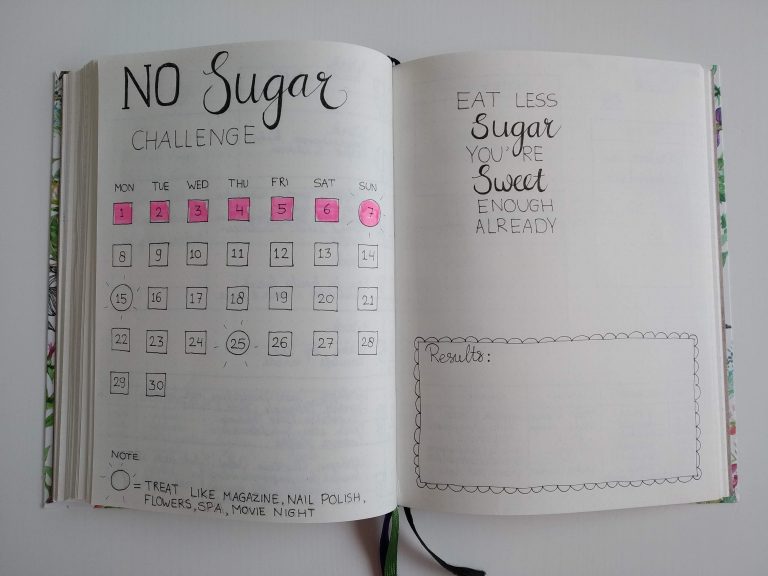 NO Sugar
CHALLENGE
MON TUE WED THU FRI SAT SUN
1 2 3 4 5 6 7
8 9 10 11 12 13 14
15 16 17 18 19 20 21
22 23 24 25 26 27 28
29 30
NOTE
= TREAT LIKE MAGAZINE, NAIL POLISH,
FLOWERS, SPA, MOVIE NIGHT
EAT LESS
Sugar
YOU'RE
Sweet
ENOUGH
ALREADY
Results: